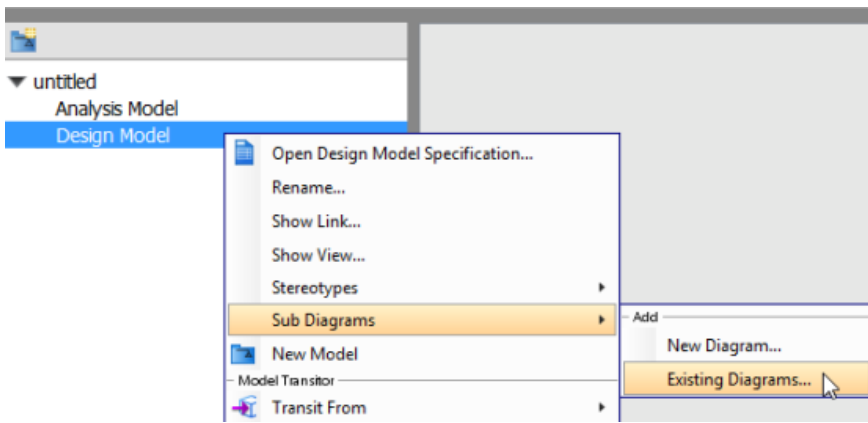 untitled
Analysis Model
Design Model
Open Design Model Specification...
Rename...
Show Link...
Show View...
Stereotypes
Sub Diagrams
Add
New Diagram...
New Model
Existing Diagrams...
Model Transitor
Transit From